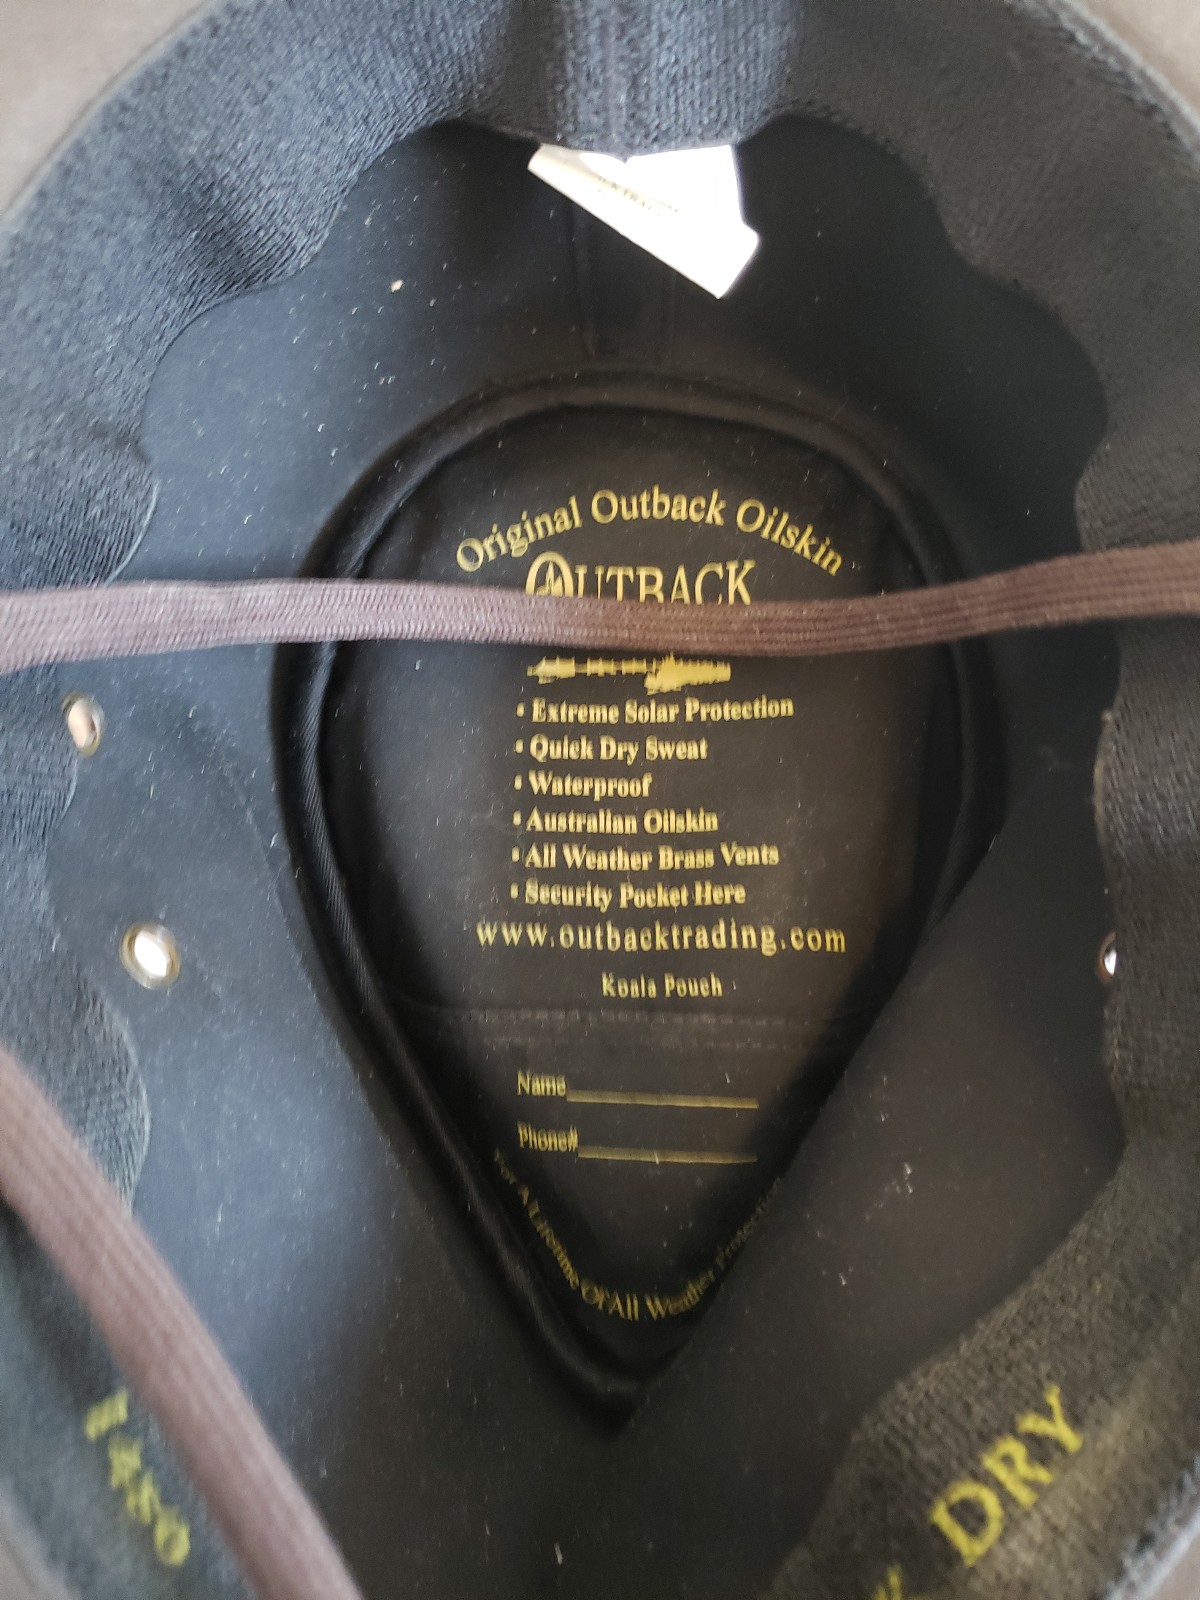 Original Outback Oilskin
OUTBACK
• Extreme Solar Protection
• Quick Dry Sweat
• Waterproof
• Australian Oilskin
• All Weather Brass Vents
• Security Pocket Here
www.outbacktrading.com
Koala Pouch
Name
Phone#
For A Lifetime Of All Weather Protection
1480
DRY